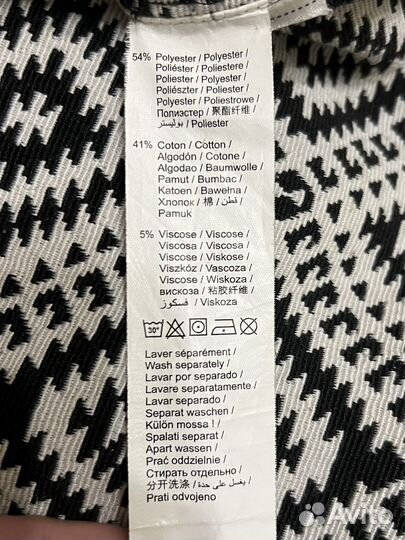 54% Polyester / Polyester /
Poliéster / Poliestere /
Poliéster / Polyester /
Poliészter / Poliester /
Polyester / Poliestrowe /
Полиэстер / 聚酯纤维 /
بوليستر / Poliester
41% Coton / Cotton /
Algodón / Cotone /
Algodao / Baumwolle /
Pamut / Bumbac /
Katoen / Bawełna /
Хлопок / 棉 / قطن /
Pamuk
5% Viscose / Viscose /
Viscosa / Viscosa /
Viscose / Viskose /
Viszkóz / Vascoza /
Viscose / Wiskoza /
вискоза / 粘胶纤维 /
فسكوز / Viskoza
30°
Laver séparément /
Wash separately /
Lavar por separado /
Lavare separatamente /
Lavar separado /
Separat waschen /
Külön mossa ! /
Spalati separat /
Apart wassen /
Prać oddzielnie /
Стирать отдельно /
分开洗涤 / يغسل على حدة /
Prati odvojeno
Avito